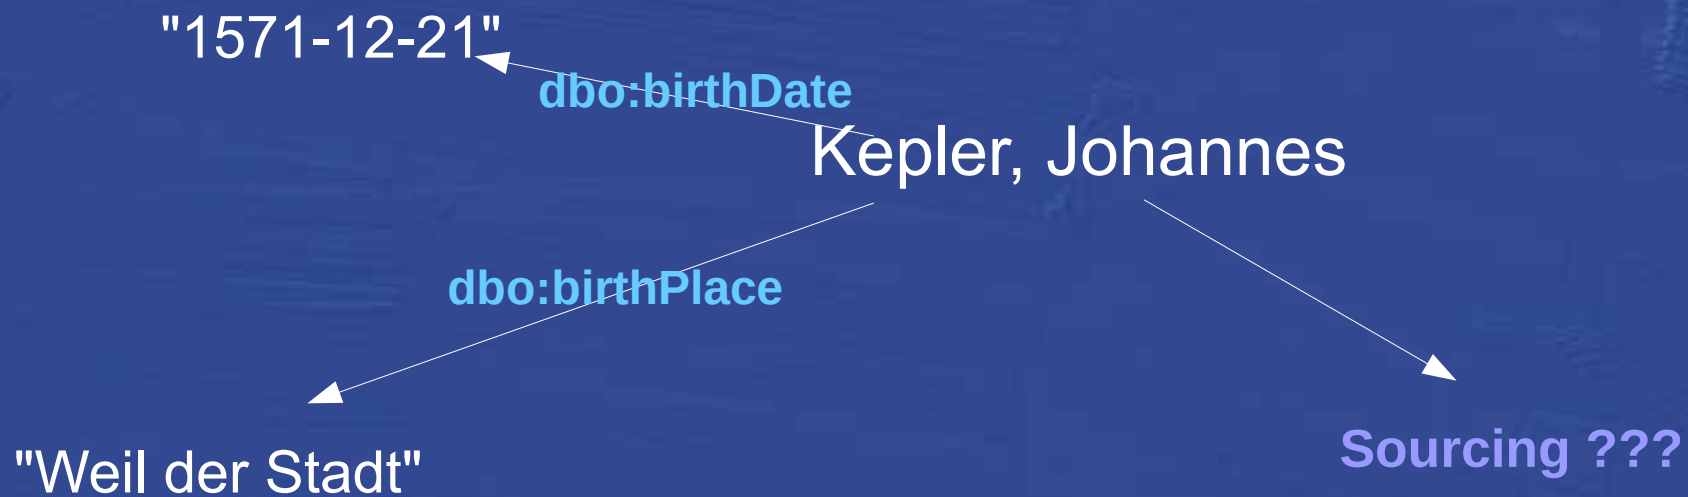 "1571-12-21"
dbo:birthDate
Kepler, Johannes
dbo:birthPlace
"Weil der Stadt"
Sourcing ???